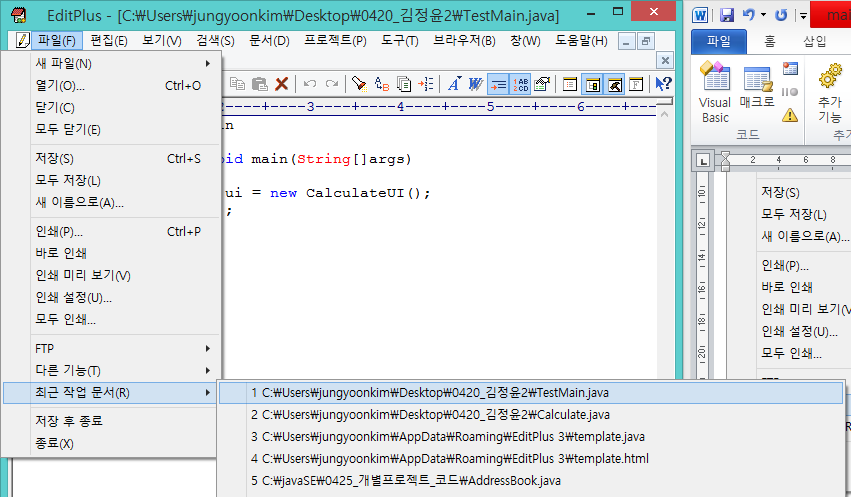 EditPlus - [C:₩Users₩jungyoonkim₩Desktop₩0420_김정윤2₩TestMain.java]
파일(F) 편집(E) 보기(V) 검색(S) 문서(D) 프로젝트(P) 도구(T) 브라우저(B) 창(W) 도움말(H)
새 파일(N)
열기(O)... Ctrl+O
닫기(C)
모두 닫기(E)
저장(S) Ctrl+S
모두 저장(L)
새 이름으로(A)...
인쇄(P)... Ctrl+P
바로 인쇄
인쇄 미리 보기(V)
인쇄 설정(U)...
모두 인쇄...
FTP
다른 기능(T)
최근 작업 문서(R)
저장 후 종료
종료(X)
1 C:₩Users₩jungyoonkim₩Desktop₩0420_김정윤2₩TestMain.java
2 C:₩Users₩jungyoonkim₩Desktop₩0420_김정윤2₩Calculate.java
3 C:₩Users₩jungyoonkim₩AppData₩Roaming₩EditPlus 3₩template.java
4 C:₩Users₩jungyoonkim₩AppData₩Roaming₩EditPlus 3₩template.html
5 C:₩javaSE₩0425_개별프로젝트_코드₩AddressBook.java
2----+----3----+----4----+----5----+----6----+---
in
oid main(String[]args)
ui = new CalculateUI();
;
W
파일 홈 삽입
Visual Basic 매크로
추가 기능
코드
추가
2 4 6 8
저장(S)
모두 저장(L)
새 이름으로(A)...
인쇄(P)...
바로 인쇄
인쇄 미리 보기(V
인쇄 설정(U)...
모두 인쇄...